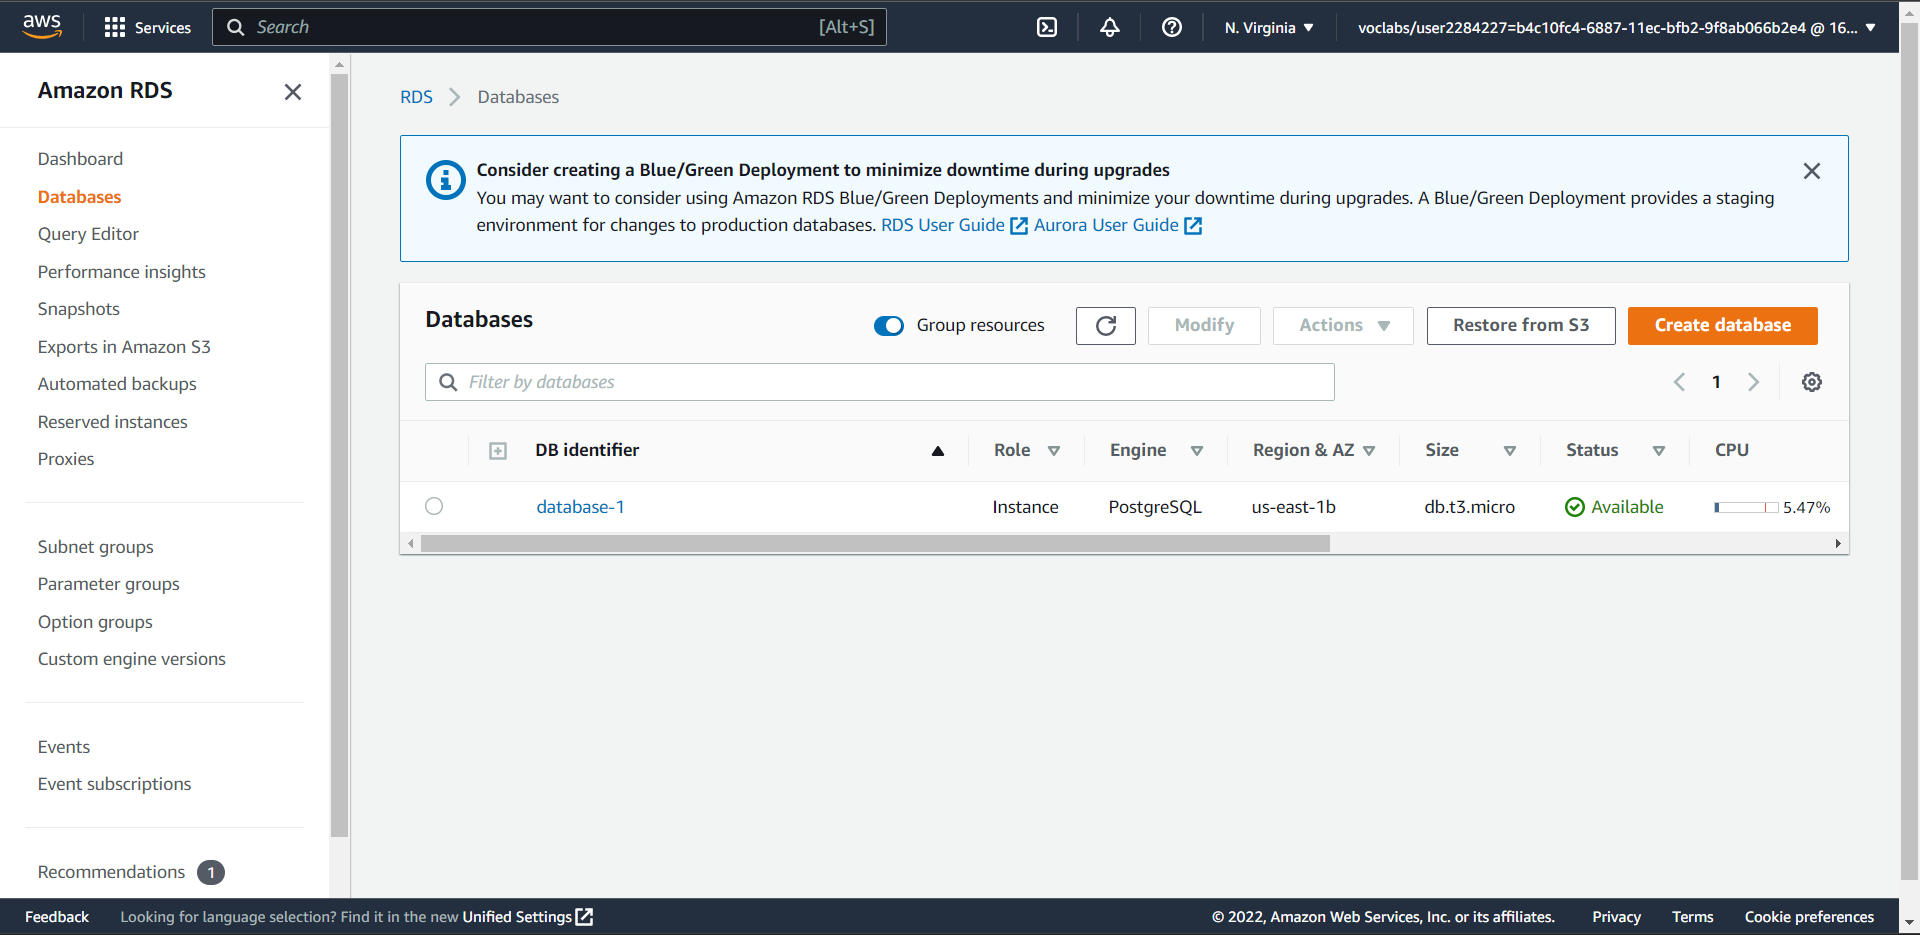 aws
Services
Search [Alt+S]
N. Virginia
voclabs/user2284227=b4c10fc4-6887-11ec-bfb2-9f8ab066b2e4 @ 16...
Amazon RDS
Dashboard
Databases
Query Editor
Performance insights
Snapshots
Exports in Amazon S3
Automated backups
Reserved instances
Proxies
Subnet groups
Parameter groups
Option groups
Custom engine versions
Events
Event subscriptions
Recommendations 1
RDS > Databases
Consider creating a Blue/Green Deployment to minimize downtime during upgrades
You may want to consider using Amazon RDS Blue/Green Deployments and minimize your downtime during upgrades. A Blue/Green Deployment provides a staging
environment for changes to production databases. RDS User Guide Aurora User Guide
Databases
Group resources
Modify
Actions
Restore from S3
Create database
Filter by databases
1
DB identifier Role Engine Region & AZ Size Status CPU
database-1 Instance PostgreSQL us-east-1b db.t3.micro Available 5.47%
Feedback Looking for language selection? Find it in the new Unified Settings © 2022, Amazon Web Services, Inc. or its affiliates. Privacy Terms Cookie preferences